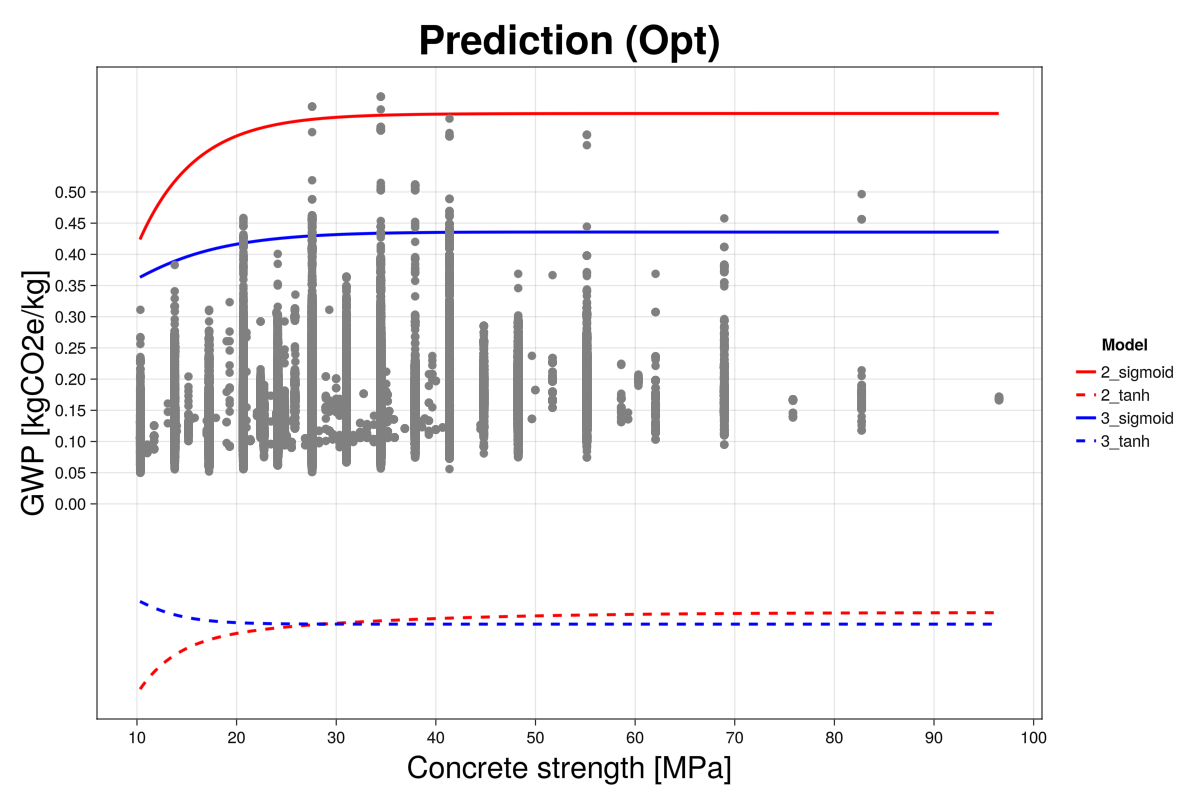 Prediction (Opt)
GWP [kgCO2e/kg]
0.50
0.45
0.40
0.35
0.30
0.25
0.20
0.15
0.10
0.05
0.00
10 20 30 40 50 60 70 80 90 100
Concrete strength [MPa]
Model
2_sigmoid
2_tanh
3_sigmoid
3_tanh